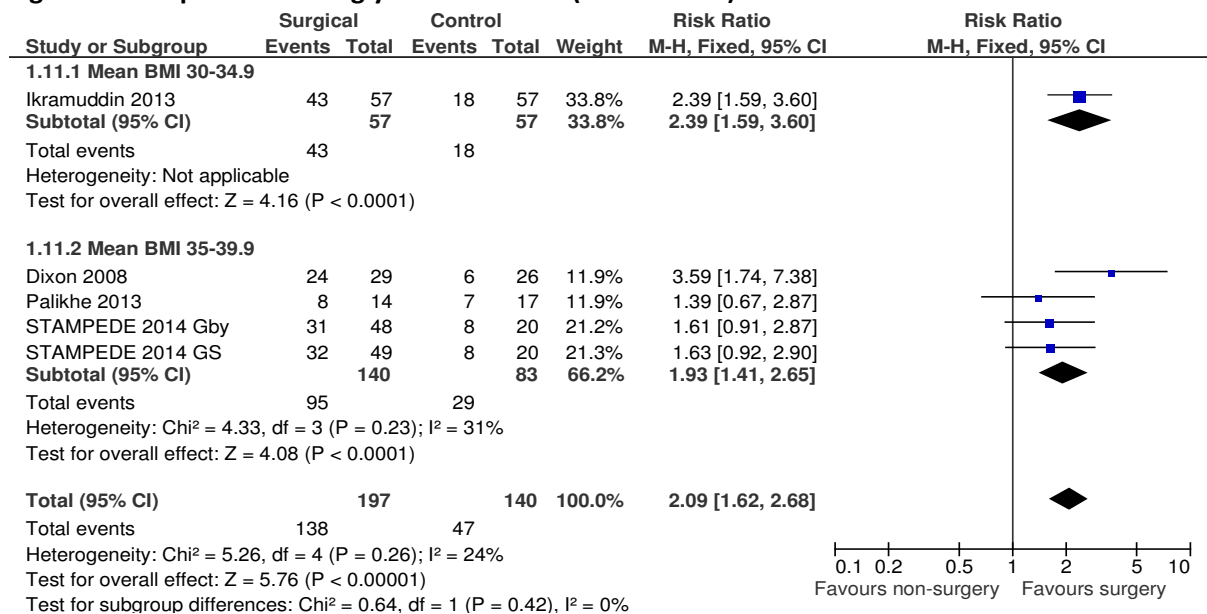 Surgical Control Risk Ratio Risk Ratio
Study or Subgroup Events Total Events Total Weight M-H, Fixed, 95% CI M-H, Fixed, 95% CI
1.11.1 Mean BMI 30-34.9
Ikramuddin 2013 43 57 18 57 33.8% 2.39 [1.59, 3.60]
Subtotal (95% CI) 57 57 33.8% 2.39 [1.59, 3.60]
Total events 43 18
Heterogeneity: Not applicable
Test for overall effect: Z = 4.16 (P < 0.0001)
1.11.2 Mean BMI 35-39.9
Dixon 2008 24 29 6 26 11.9% 3.59 [1.74, 7.38]
Palikhe 2013 8 14 7 17 11.9% 1.39 [0.67, 2.87]
STAMPEDE 2014 Gby 31 48 8 20 21.2% 1.61 [0.91, 2.87]
STAMPEDE 2014 GS 32 49 8 20 21.3% 1.63 [0.92, 2.90]
Subtotal (95% CI) 140 83 66.2% 1.93 [1.41, 2.65]
Total events 95 29
Heterogeneity: Chi² = 4.33, df = 3 (P = 0.23); I² = 31%
Test for overall effect: Z = 4.08 (P < 0.0001)
Total (95% CI) 197 140 100.0% 2.09 [1.62, 2.68]
Total events 138 47
Heterogeneity: Chi² = 5.26, df = 4 (P = 0.26); I² = 24%
Test for overall effect: Z = 5.76 (P < 0.00001)
Test for subgroup differences: Chi² = 0.64, df = 1 (P = 0.42), I² = 0%
0.1 0.2 0.5 1 2 5 10
Favours non-surgery Favours surgery